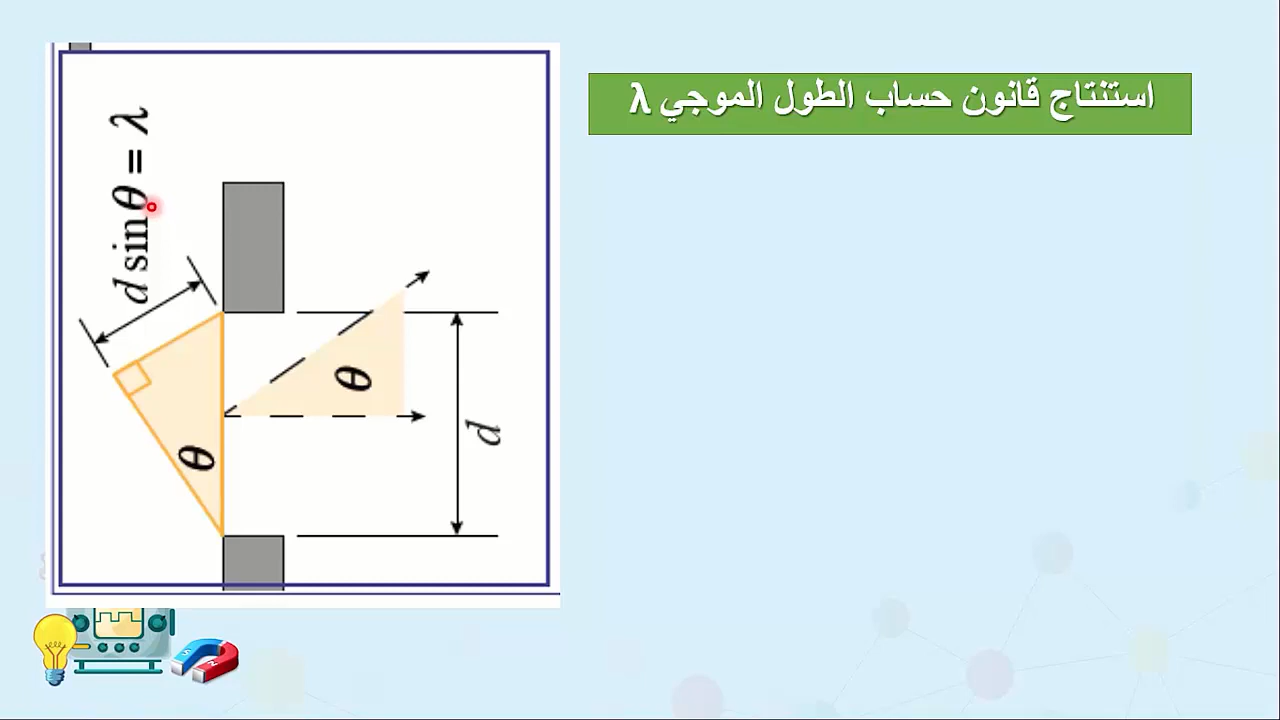 استنتاج قانون حساب الطول الموجي λ
d sinθ = λ
θ
θ
d